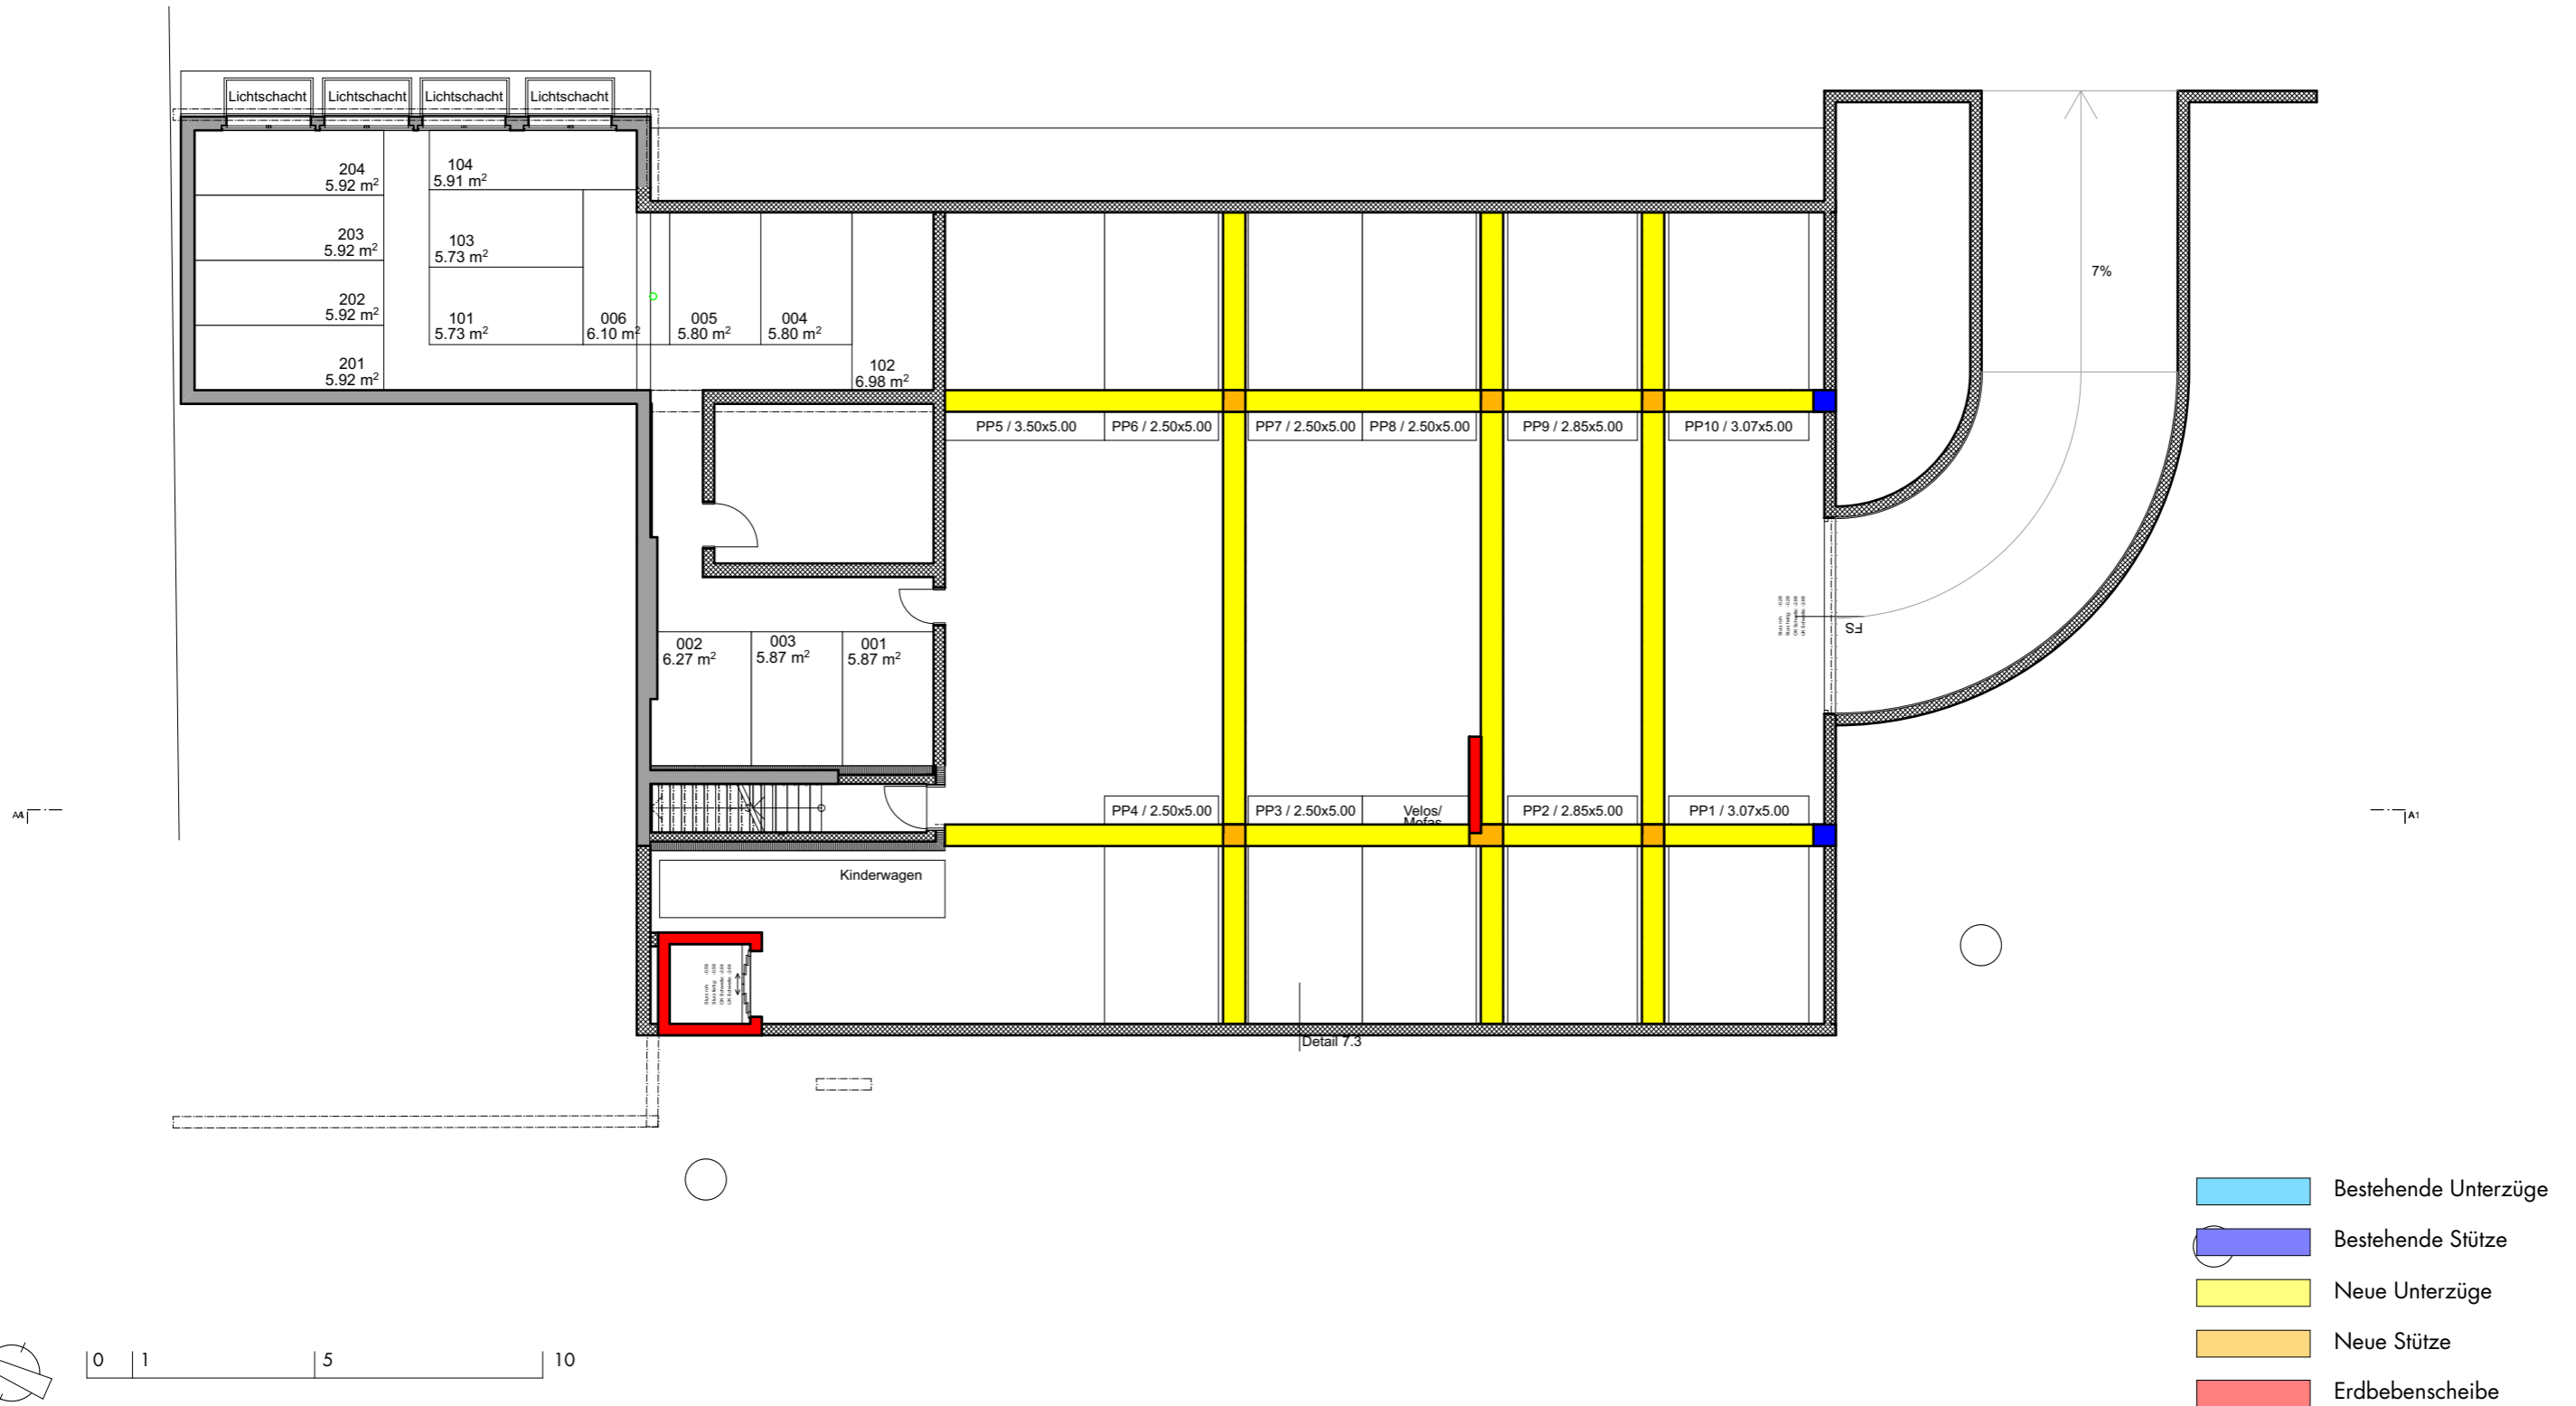 Lichtschacht Lichtschacht Lichtschacht Lichtschacht
204
5.92 m²
104
5.91 m²
203
5.92 m²
103
5.73 m²
7%
202
5.92 m²
101
5.73 m²
006
6.10 m²
005
5.80 m²
004
5.80 m²
201
5.92 m²
102
6.98 m²
PP5 / 3.50x5.00 PP6 / 2.50x5.00 PP7 / 2.50x5.00 PP8 / 2.50x5.00 PP9 / 2.85x5.00 PP10 / 3.07x5.00
FS
002
6.27 m²
003
5.87 m²
001
5.87 m²
PP4 / 2.50x5.00 PP3 / 2.50x5.00 Velos/
Mofas
PP2 / 2.85x5.00 PP1 / 3.07x5.00
A1
Kinderwagen
Detail 7.3
Bestehende Unterzüge
Bestehende Stütze
Neue Unterzüge
Neue Stütze
Erdbebenscheibe
0 1 5 10